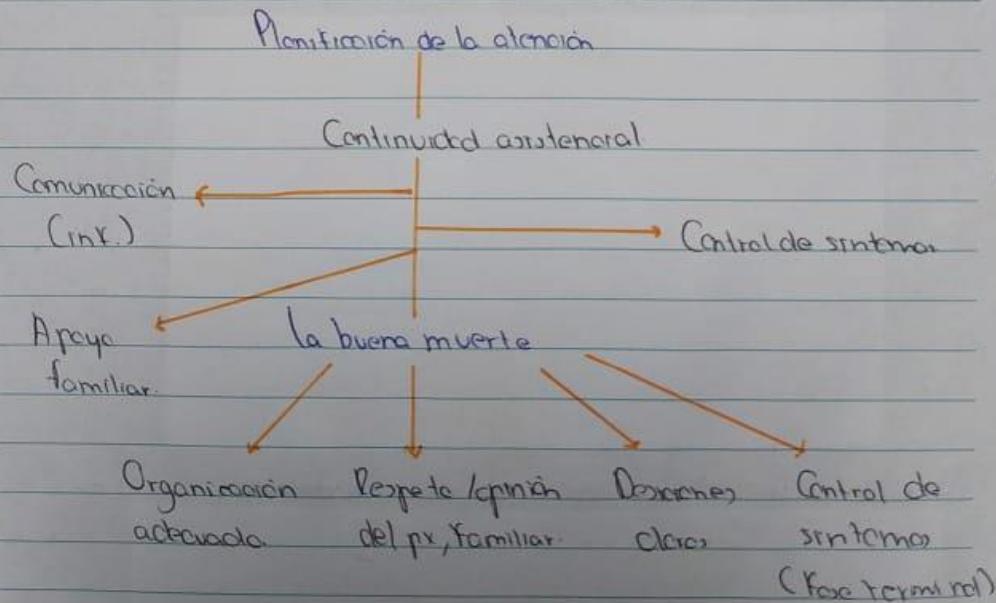 Planificación de la atención
Continuidad asistencial
Comunicación
(inf.)
Control de síntomas
Apoyo
familiar.
la buena muerte
Organización
adecuada.
Respeto/opinión
del px, familiar.
Desiciones
claras
Control de
síntomas
(Fase terminal)